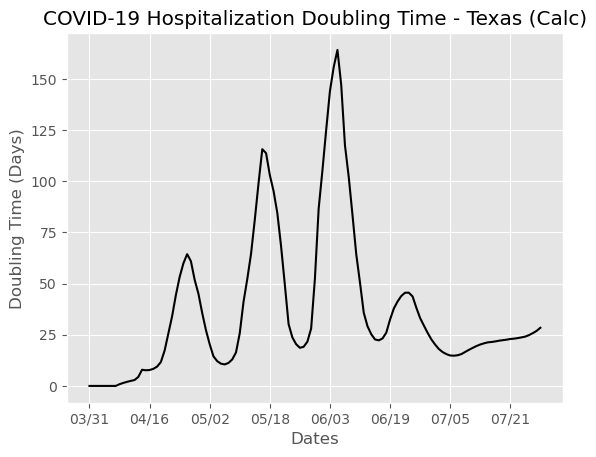 COVID-19 Hospitalization Doubling Time - Texas (Calc)
Doubling Time (Days)
150
125
100
75
50
25
0
03/31 04/16 05/02 05/18 06/03 06/19 07/05 07/21
Dates